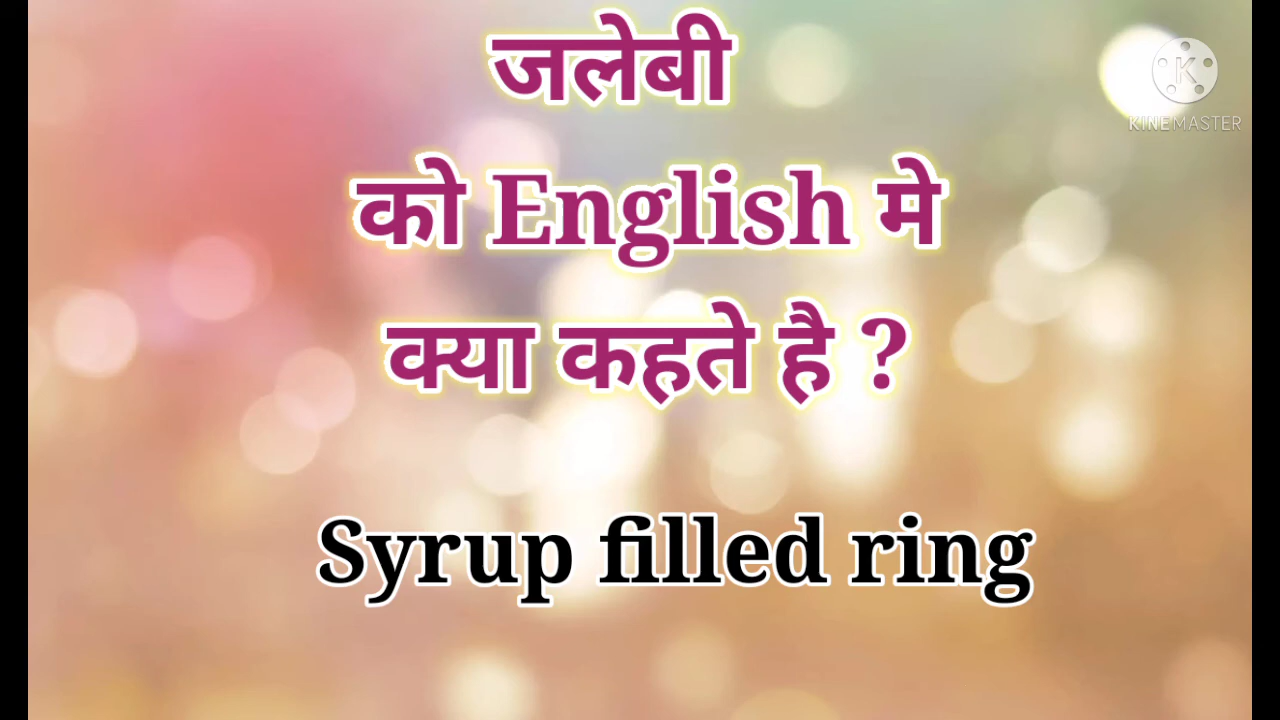 जलेबी
KINEMASTER
को English मे
क्या कहते है ?
Syrup filled ring